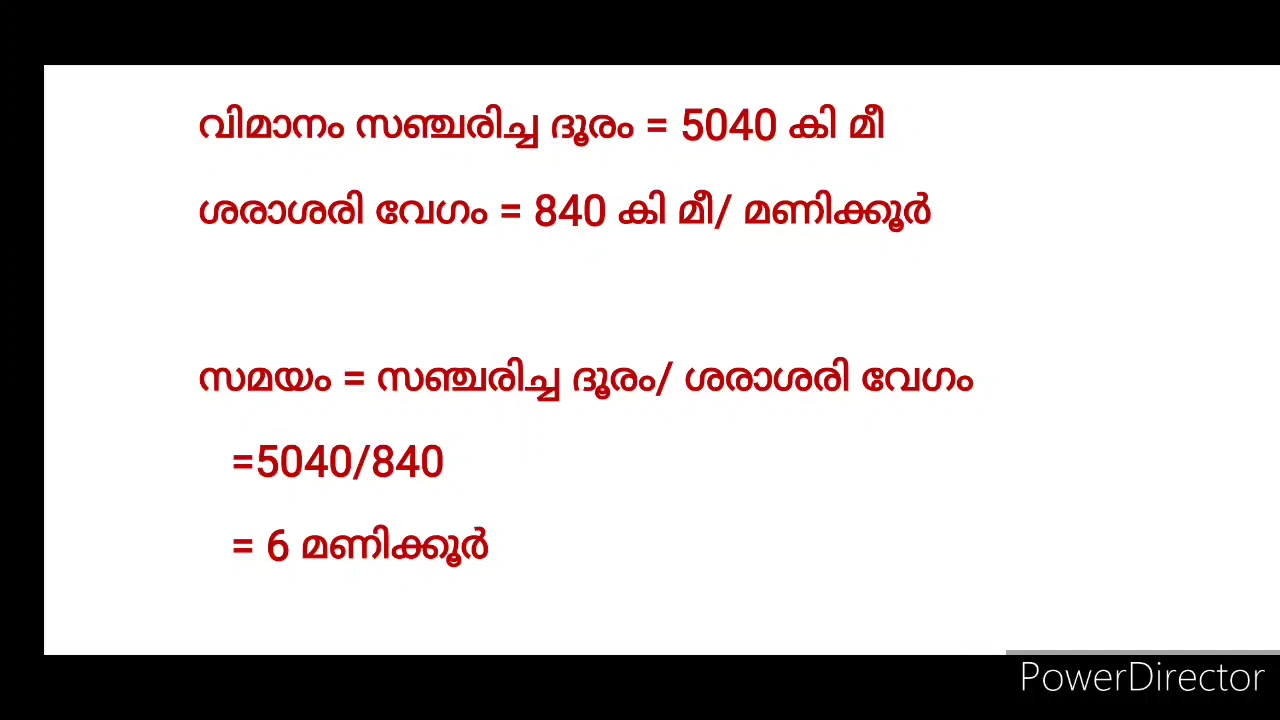 വിമാനം സഞ്ചരിച്ച ദൂരം = 5040 കി മീ
ശരാശരി വേഗം = 840 കി മീ/ മണിക്കൂർ
സമയം = സഞ്ചരിച്ച ദൂരം/ ശരാശരി വേഗം
=5040/840
= 6 മണിക്കൂർ
PowerDirector